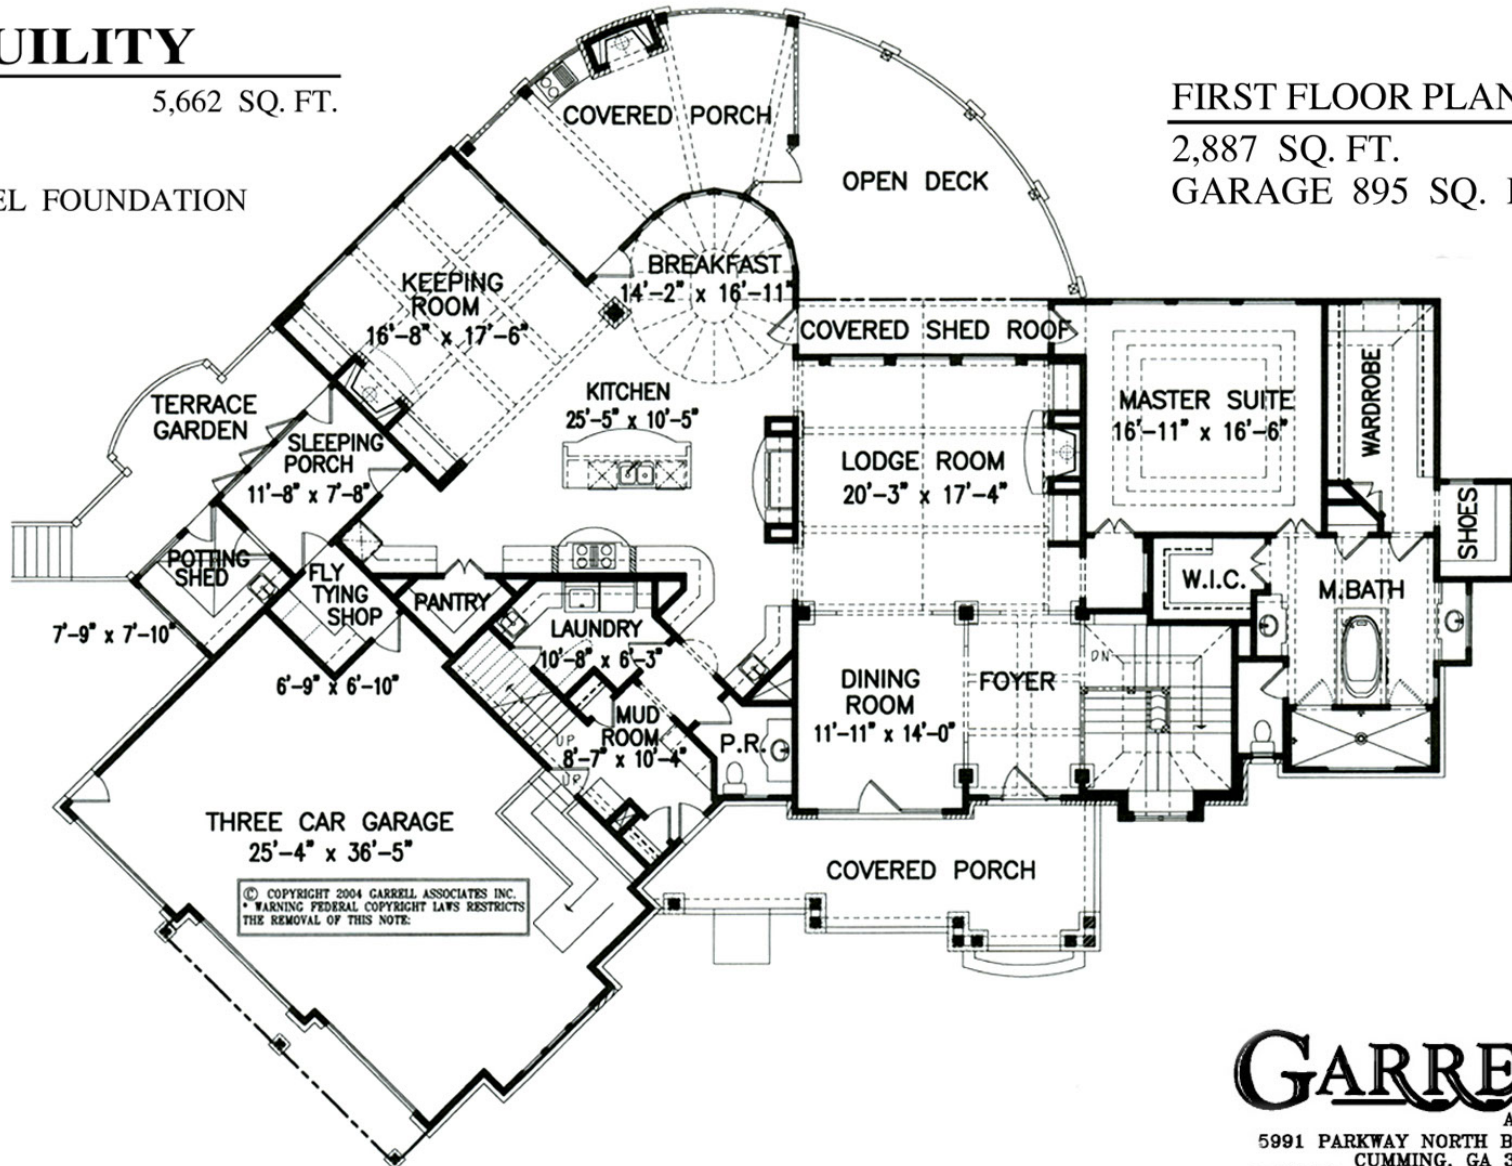 UILITY
5,662 SQ. FT.
EL FOUNDATION
FIRST FLOOR PLAN
2,887 SQ. FT.
GARAGE 895 SQ.
COVERED PORCH
OPEN DECK
BREAKFAST
14'-2" x 16'-11"
KEEPING
ROOM
16'-8" x 17'-6"
COVERED SHED ROOF
KITCHEN
25'-5" x 10'-5"
MASTER SUITE
16'-11" x 16'-6"
WARDROBE
TERRACE
GARDEN
SLEEPING
PORCH
11'-8" x 7'-8"
LODGE ROOM
20'-3" x 17'-4"
SHOES
POTTING
SHED
7'-9" x 7'-10"
FLY
TYING
SHOP
6'-9" x 6'-10"
PANTRY
LAUNDRY
10'-8" x 6'-3"
W.I.C.
M.BATH
DN
DINING
ROOM
11'-11" x 14'-0"
FOYER
MUD
ROOM
8'-7" x 10'-4"
UP
UP
P.R.
THREE CAR GARAGE
25'-4" x 36'-5"
© COPYRIGHT 2004 GARRELL ASSOCIATES INC.
* WARNING FEDERAL COPYRIGHT LAWS RESTRICTS
THE REMOVAL OF THIS NOTE:
COVERED PORCH
GARRE
A
5991 PARKWAY NORTH B
CUMMING, GA 3